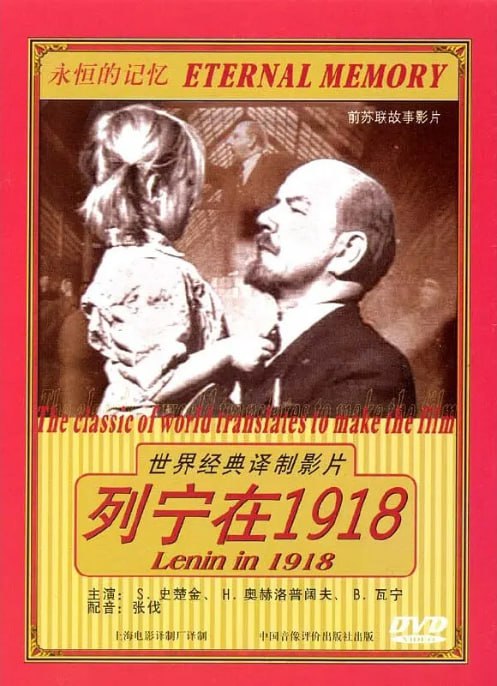 永恒的记忆 ETERNAL MEMORY
前苏联故事影片
The classic of world translates to make the film
世界经典译制影片
列宁在1918
Lenin in 1918
主演: S. 史楚金、H. 奥赫洛普阔夫、B. 瓦宁
配音: 张伐
上海电影译制厂译制 中国音像评价出版社出版
DVD
VIDEO